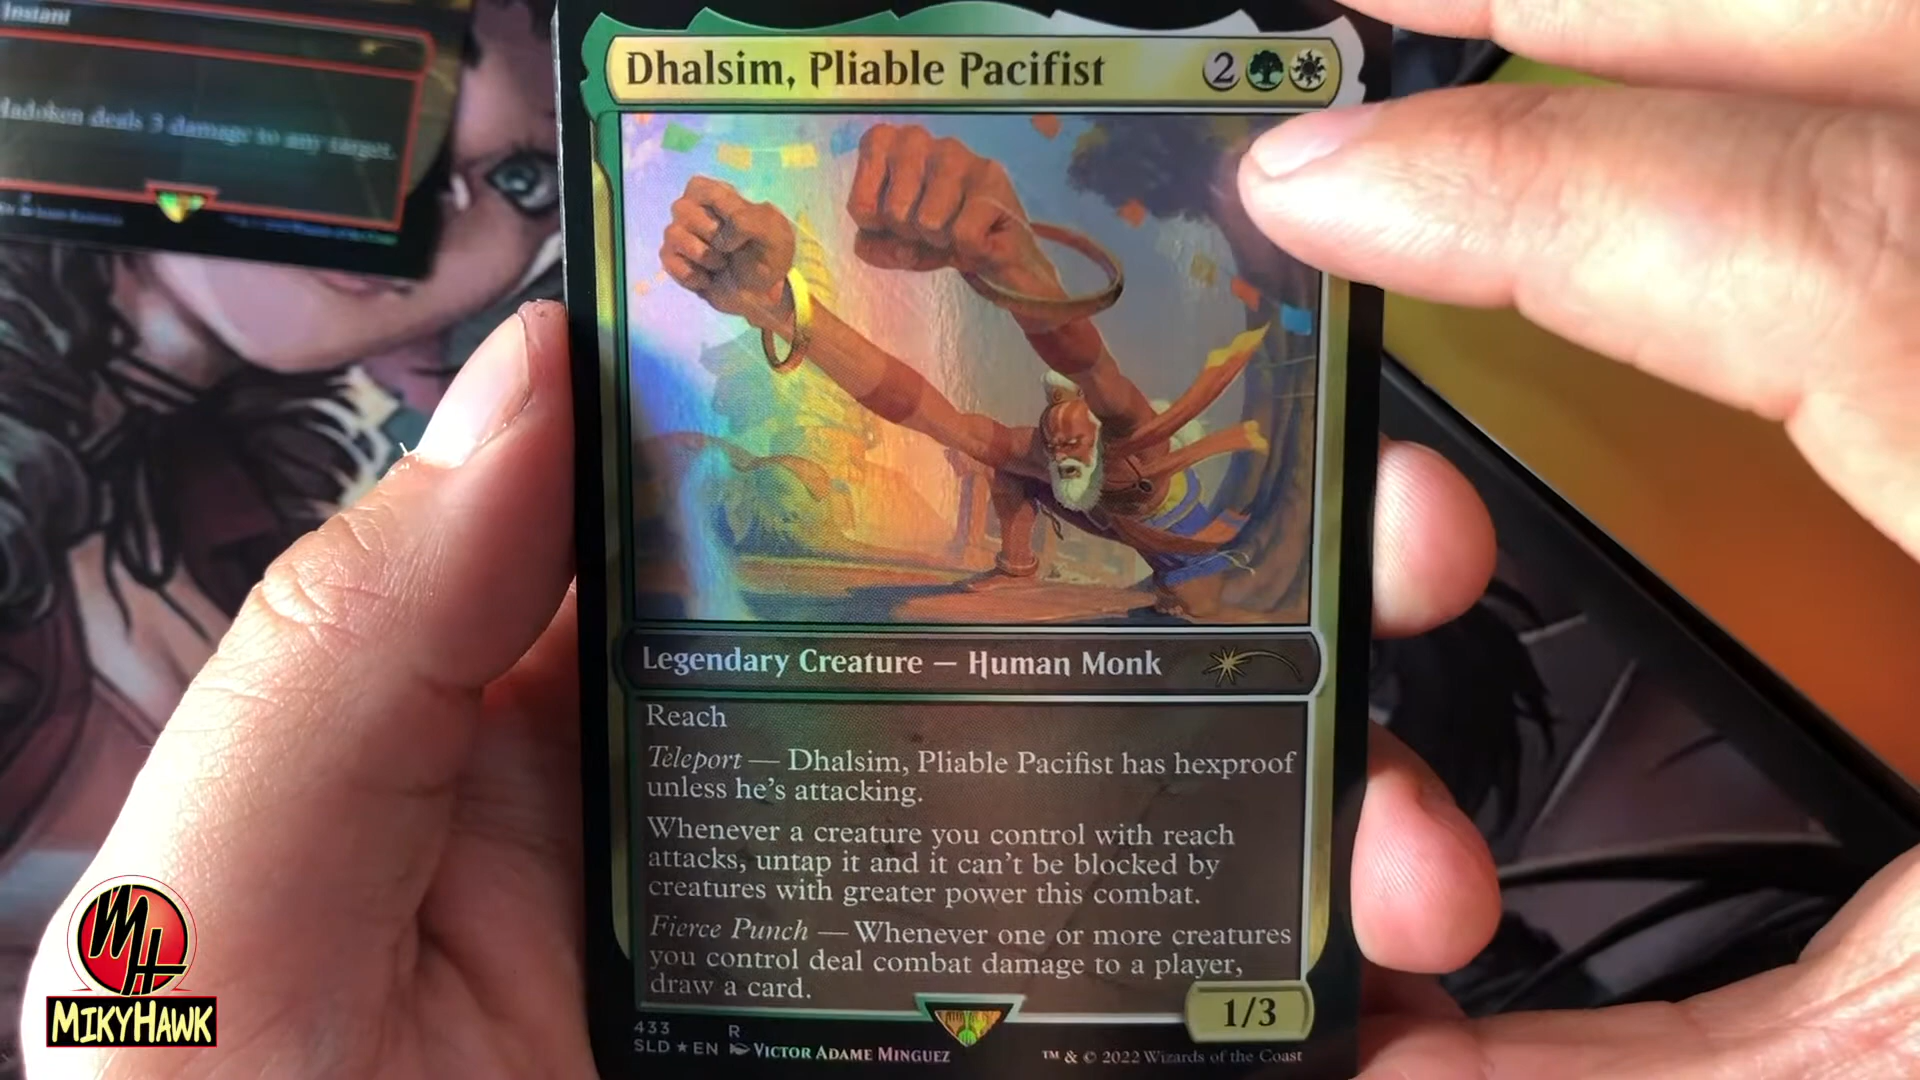 Instant
Hadoken deals 3 damage to any target.
Dhalsim, Pliable Pacifist 2
Legendary Creature — Human Monk
Reach
Teleport — Dhalsim, Pliable Pacifist has hexproof
unless he's attacking.
Whenever a creature you control with reach
attacks, untap it and it can't be blocked by
creatures with greater power this combat.
Fierce Punch — Whenever one or more creatures
you control deal combat damage to a player,
draw a card.
1/3
433 R
SLD ★ EN VICTOR ADAME MINGUEZ
™ & © 2022 Wizards of the Coast
MH
MIKYHAWK